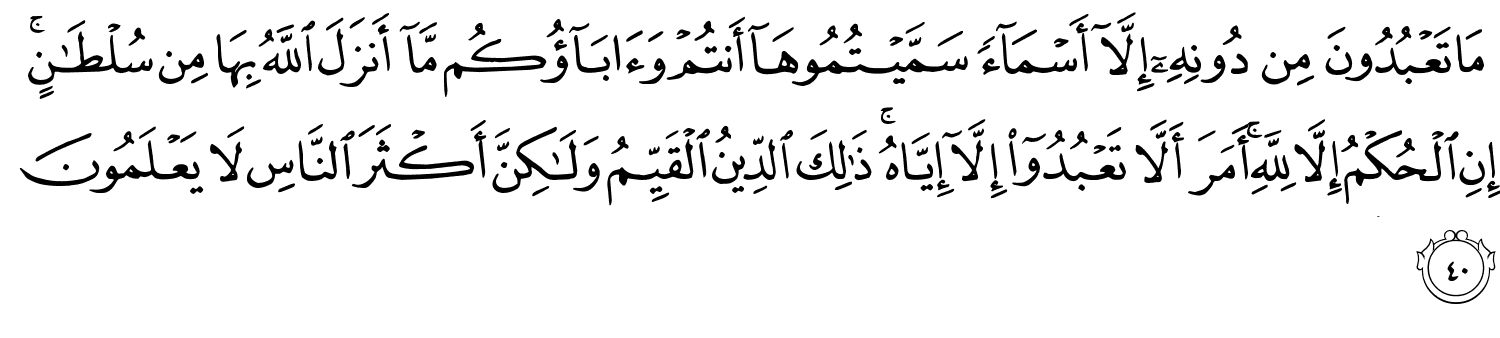 مَا تَعْبُدُونَ مِن دُونِهِۦٓ إِلَّآ أَسْمَآءً سَمَّيْتُمُوهَآ أَنتُمْ وَءَابَآؤُكُم مَّآ أَنزَلَ ٱللَّهُ بِهَا مِن سُلْطَـٰنٍ ۚ
إِنِ ٱلْحُكْمُ إِلَّا لِلَّهِ ۚ أَمَرَ أَلَّا تَعْبُدُوٓا۟ إِلَّآ إِيَّاهُ ۚ ذَٰلِكَ ٱلدِّينُ ٱلْقَيِّمُ وَلَـٰكِنَّ أَكْثَرَ ٱلنَّاسِ لَا يَعْلَمُونَ
٤٠